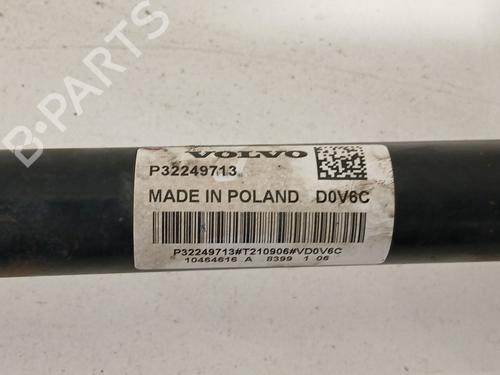 B-PARTS
VOLVO
P32249713
MADE IN POLAND D0V6C
P32249713#T210906#VD0V6C
10464616 A 8399 1 06